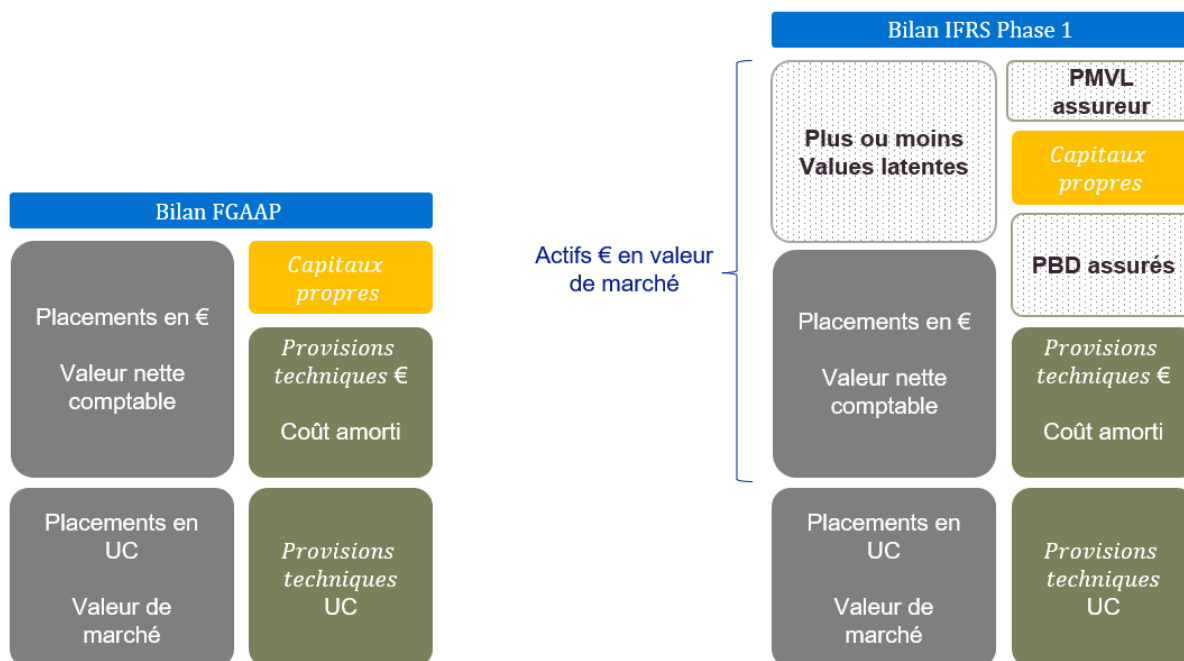 Bilan FGAAP
Placements en €
Valeur nette
comptable
Capitaux
propres
Provisions
techniques €
Coût amorti
Placements en
UC
Valeur de
marché
Provisions
techniques
UC
Bilan IFRS Phase 1
Actifs € en valeur
de marché
Plus ou moins
Values latentes
PMVL
assureur
Capitaux
propres
PBD assurés
Placements en €
Valeur nette
comptable
Provisions
techniques €
Coût amorti
Placements en
UC
Valeur de
marché
Provisions
techniques
UC